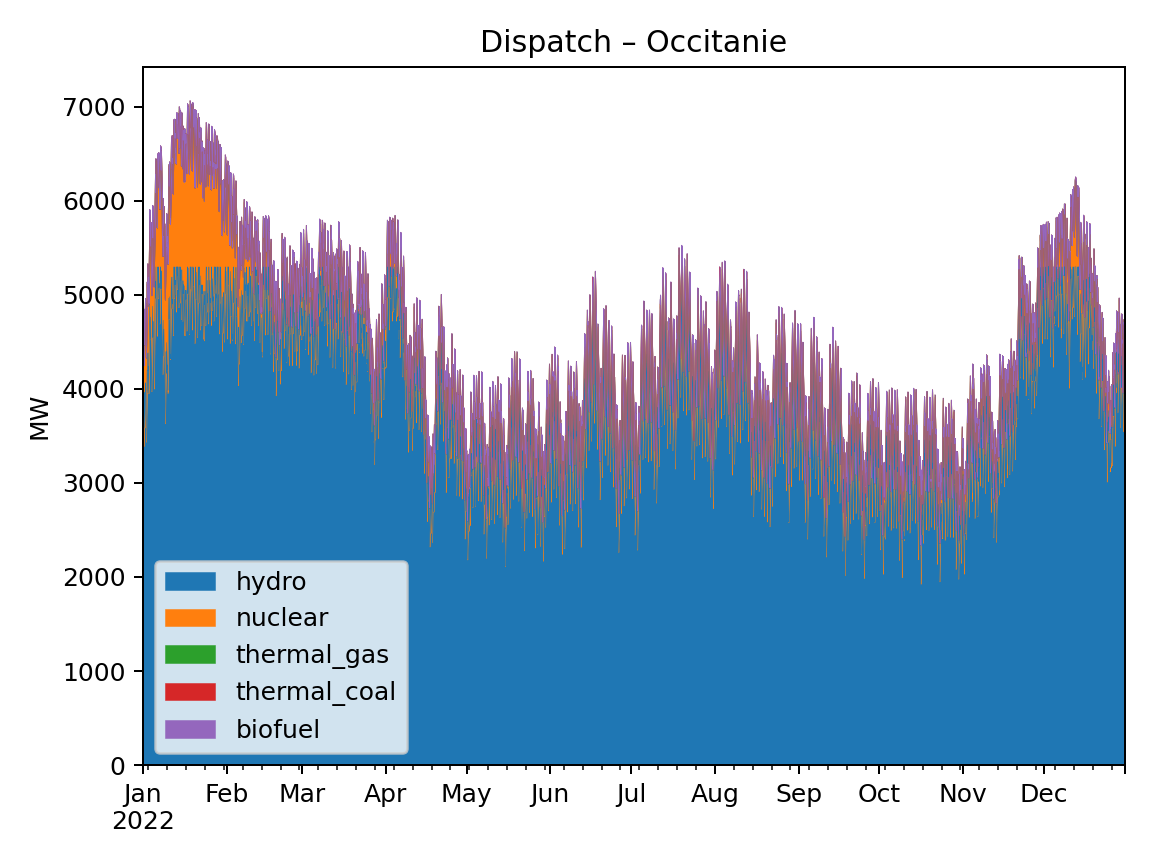 Dispatch – Occitanie
MW
7000
6000
5000
4000
3000
2000
1000
0
hydro
nuclear
thermal_gas
thermal_coal
biofuel
Jan Feb Mar Apr May Jun Jul Aug Sep Oct Nov Dec
2022